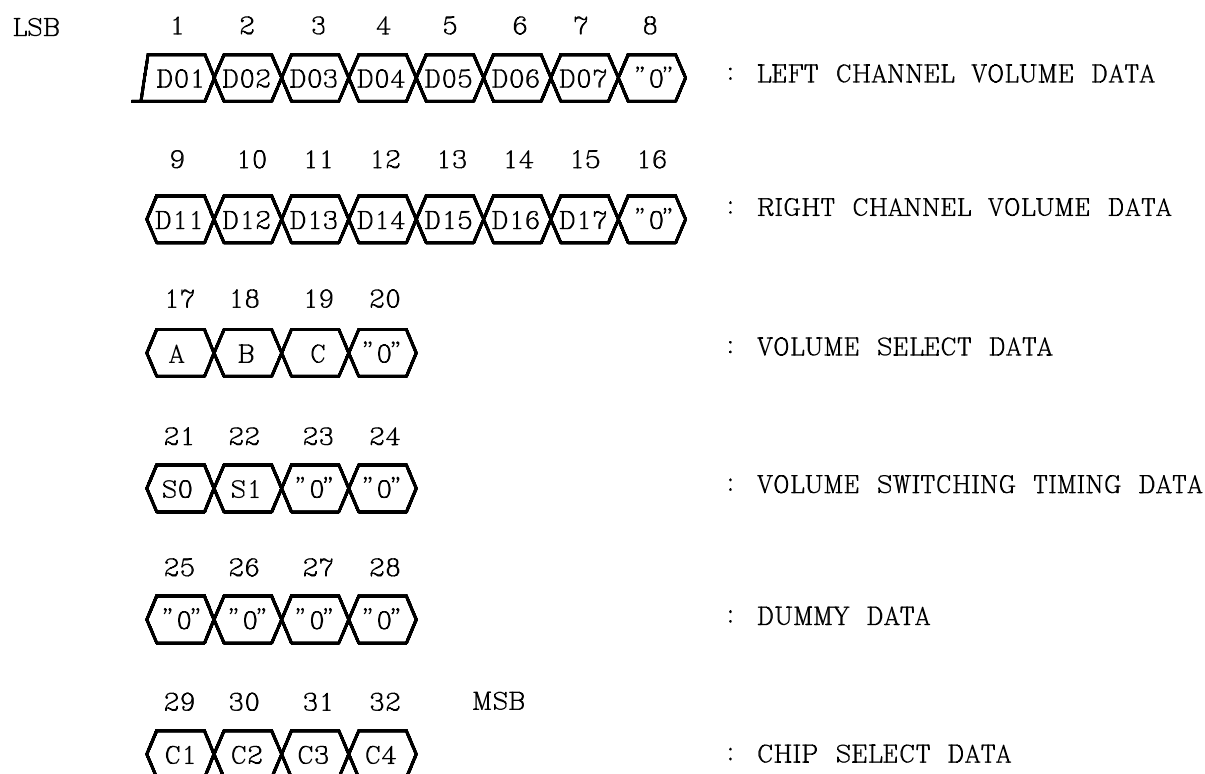 LSB 1 2 3 4 5 6 7 8
D01 D02 D03 D04 D05 D06 D07 "0" : LEFT CHANNEL VOLUME DATA
9 10 11 12 13 14 15 16
D11 D12 D13 D14 D15 D16 D17 "0" : RIGHT CHANNEL VOLUME DATA
17 18 19 20
A B C "0" : VOLUME SELECT DATA
21 22 23 24
S0 S1 "0" "0" : VOLUME SWITCHING TIMING DATA
25 26 27 28
"0" "0" "0" "0" : DUMMY DATA
29 30 31 32 MSB
C1 C2 C3 C4 : CHIP SELECT DATA